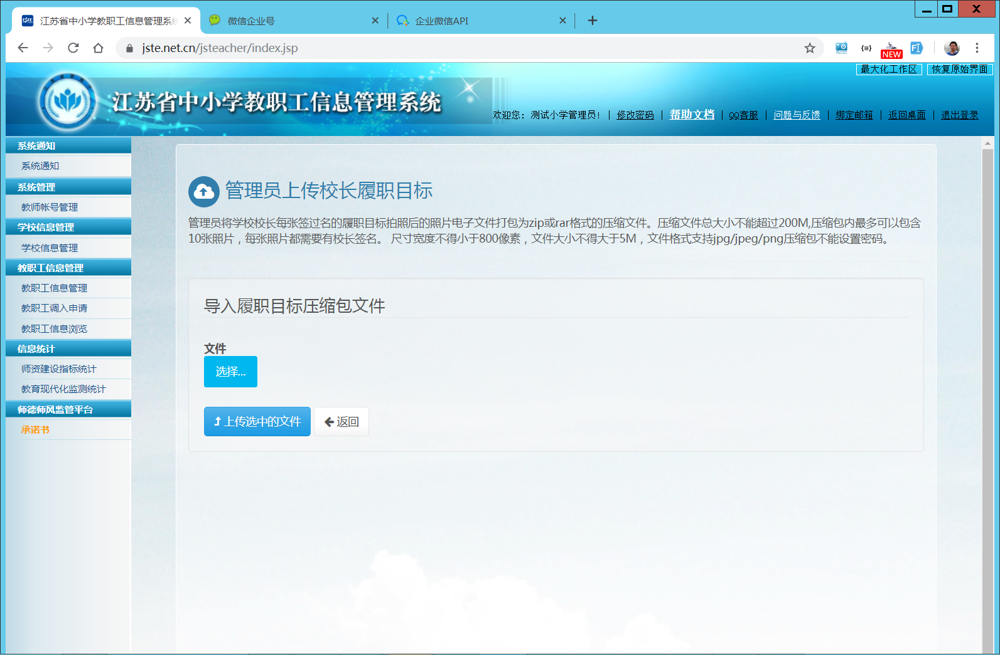 江苏省中小学教职工信息管理系统
微信企业号
企业微信API
jste.net.cn/jsteacher/index.jsp
NEW
最大化工作区
恢复原始界面
江苏省中小学教职工信息管理系统
欢迎您：测试小学管理员! | 修改密码 | 帮助文档 | QQ客服 | 问题与反馈 | 绑定邮箱 | 返回桌面 | 退出登录
系统通知
系统通知
系统管理
教师帐号管理
学校信息管理
学校信息管理
教职工信息管理
教职工信息管理
教职工调入申请
教职工信息浏览
信息统计
师资建设指标统计
教育现代化监测统计
师德师风监管平台
承诺书
管理员上传校长履职目标
管理员将学校校长每张签过名的履职目标拍照后的照片电子文件打包为zip或rar格式的压缩文件。压缩文件总大小不能超过200M,压缩包内最多可以包含
10张照片，每张照片都需要有校长签名。 尺寸宽度不得小于800像素，文件大小不得大于5M，文件格式支持jpg/jpeg/png压缩包不能设置密码。
导入履职目标压缩包文件
文件
选择...
上传选中的文件
返回